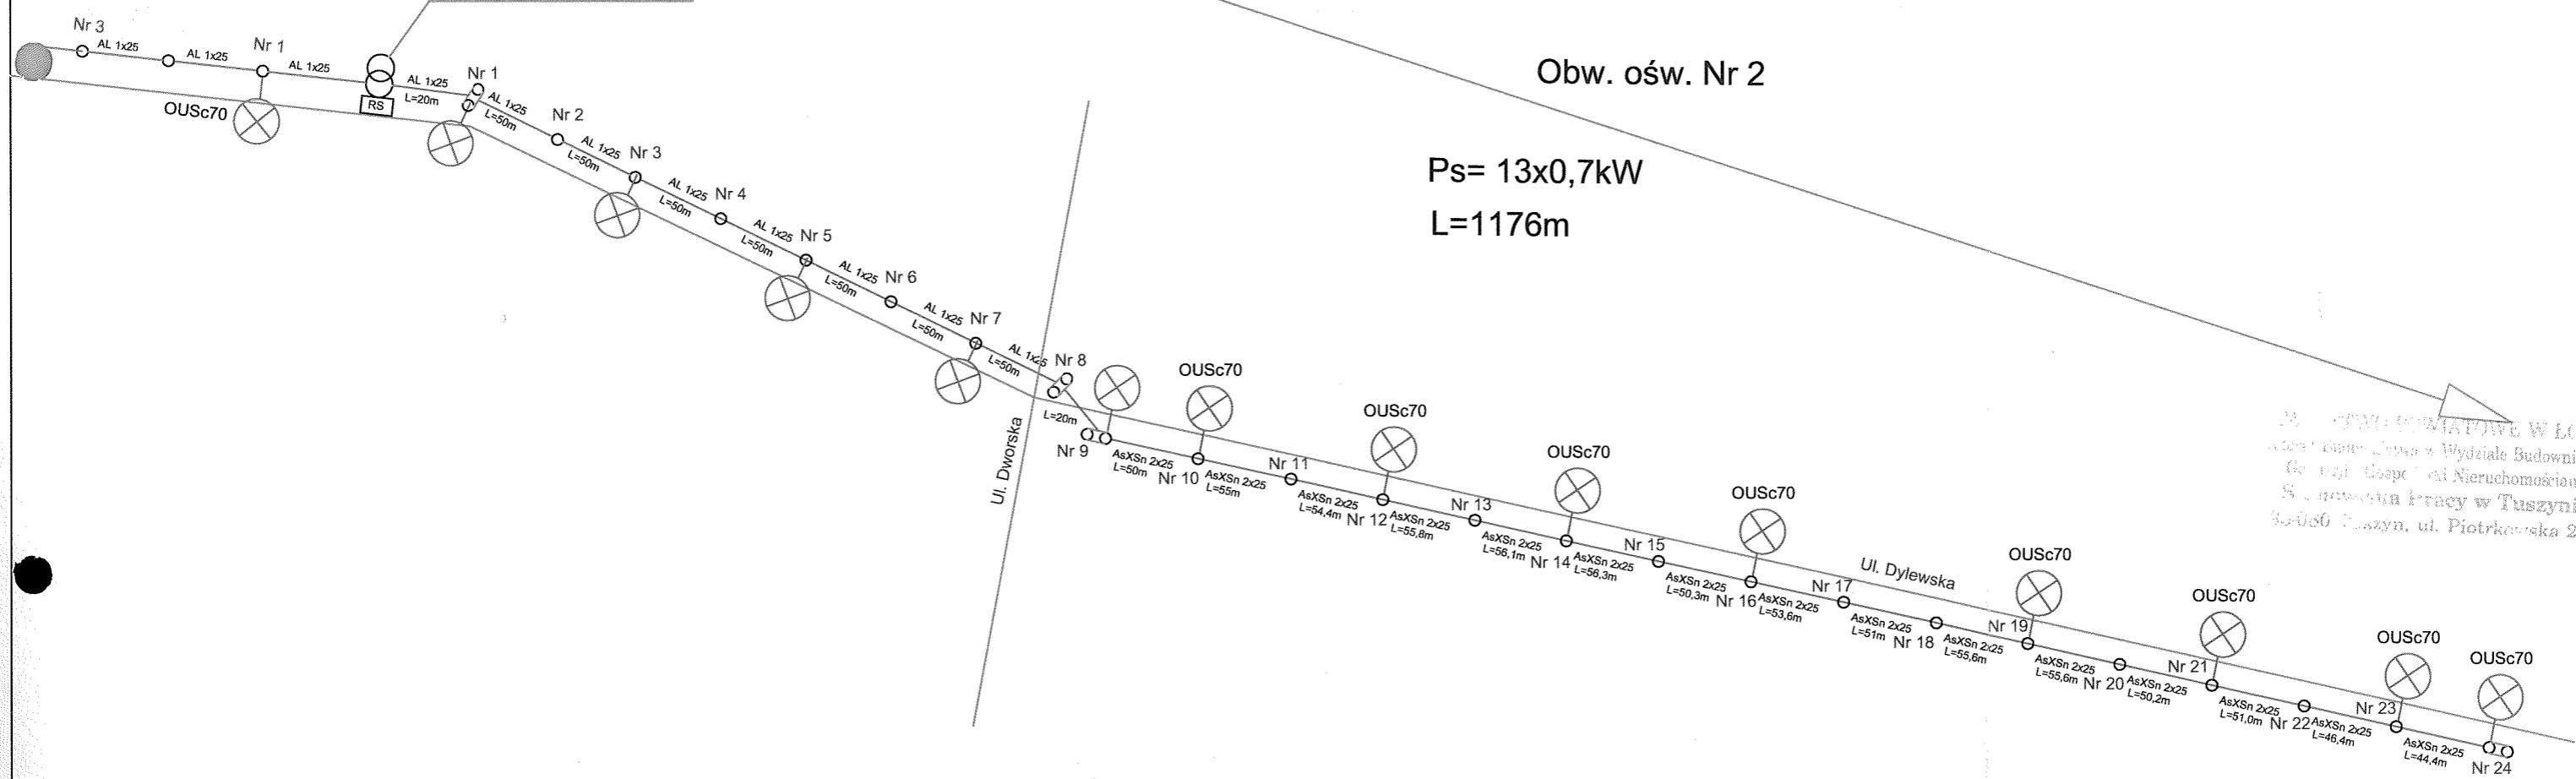 Obw. ośw. Nr 2
Ps= 13x0,7kW
L=1176m
Nr 3
AL 1x25
AL 1x25
Nr 1
AL 1x25
OUSc70
RS
AL 1x25
L=20m
Nr 1
AL 1x25
L=50m
Nr 2
AL 1x25
L=50m
Nr 3
AL 1x25
L=50m
Nr 4
AL 1x25
L=50m
Nr 5
AL 1x25
L=50m
Nr 6
AL 1x25
L=50m
Nr 7
AL 1x25
L=50m
Nr 8
L=20m
Ul. Dworska
Nr 9
AsXSn 2x25
L=50m
OUSc70
Nr 10
AsXSn 2x25
L=55m
Nr 11
AsXSn 2x25
L=54,4m
OUSc70
Nr 12
AsXSn 2x25
L=55,8m
Nr 13
AsXSn 2x25
L=56,1m
OUSc70
Nr 14
AsXSn 2x25
L=56,3m
Nr 15
AsXSn 2x25
L=50,3m
OUSc70
Nr 16
AsXSn 2x25
L=53,6m
Nr 17
AsXSn 2x25
L=51m
Ul. Dylewska
Nr 18
AsXSn 2x25
L=55,6m
OUSc70
Nr 19
AsXSn 2x25
L=55,6m
Nr 20
AsXSn 2x25
L=50,2m
OUSc70
Nr 21
AsXSn 2x25
L=51,0m
Nr 22
AsXSn 2x25
L=46,4m
OUSc70
Nr 23
AsXSn 2x25
L=44,4m
OUSc70
Nr 24
W
Wydziale
Pracy w
ul. Piotrkowska 2